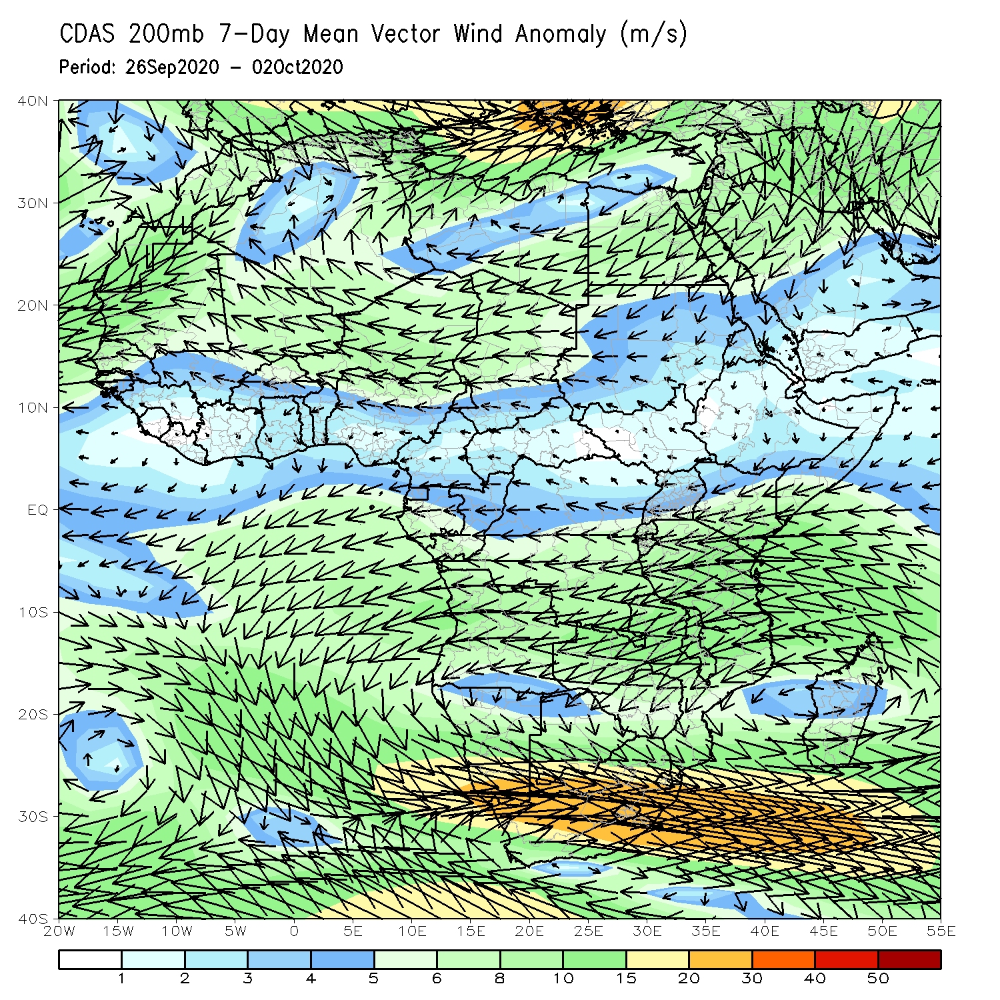 CDAS 200mb 7-Day Mean Vector Wind Anomaly (m/s)
Period: 26Sep2020 - 02Oct2020
40N
30N
20N
10N
EQ
10S
20S
30S
40S
20W 15W 10W 5W 0 5E 10E 15E 20E 25E 30E 35E 40E 45E 50E 55E
1 2 3 4 5 6 8 10 15 20 30 40 50